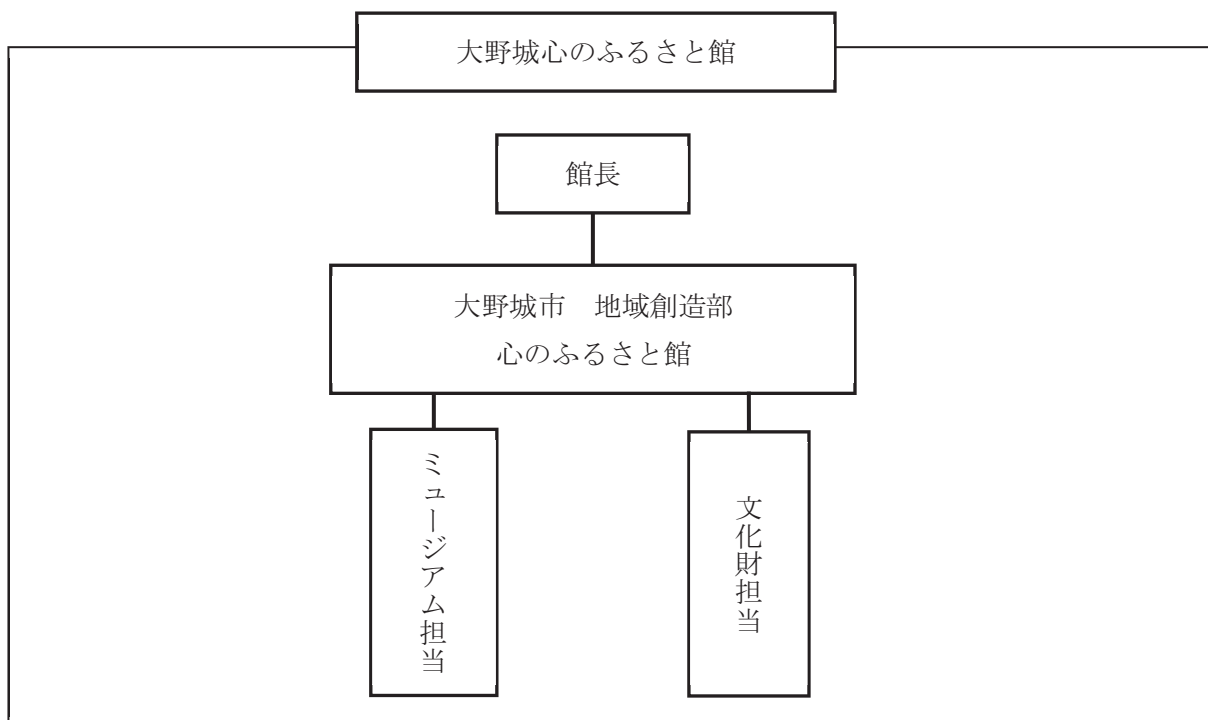 大野城心のふるさと館
館長
大野城市　地域創造部
心のふるさと館
ミュージアム担当
文化財担当